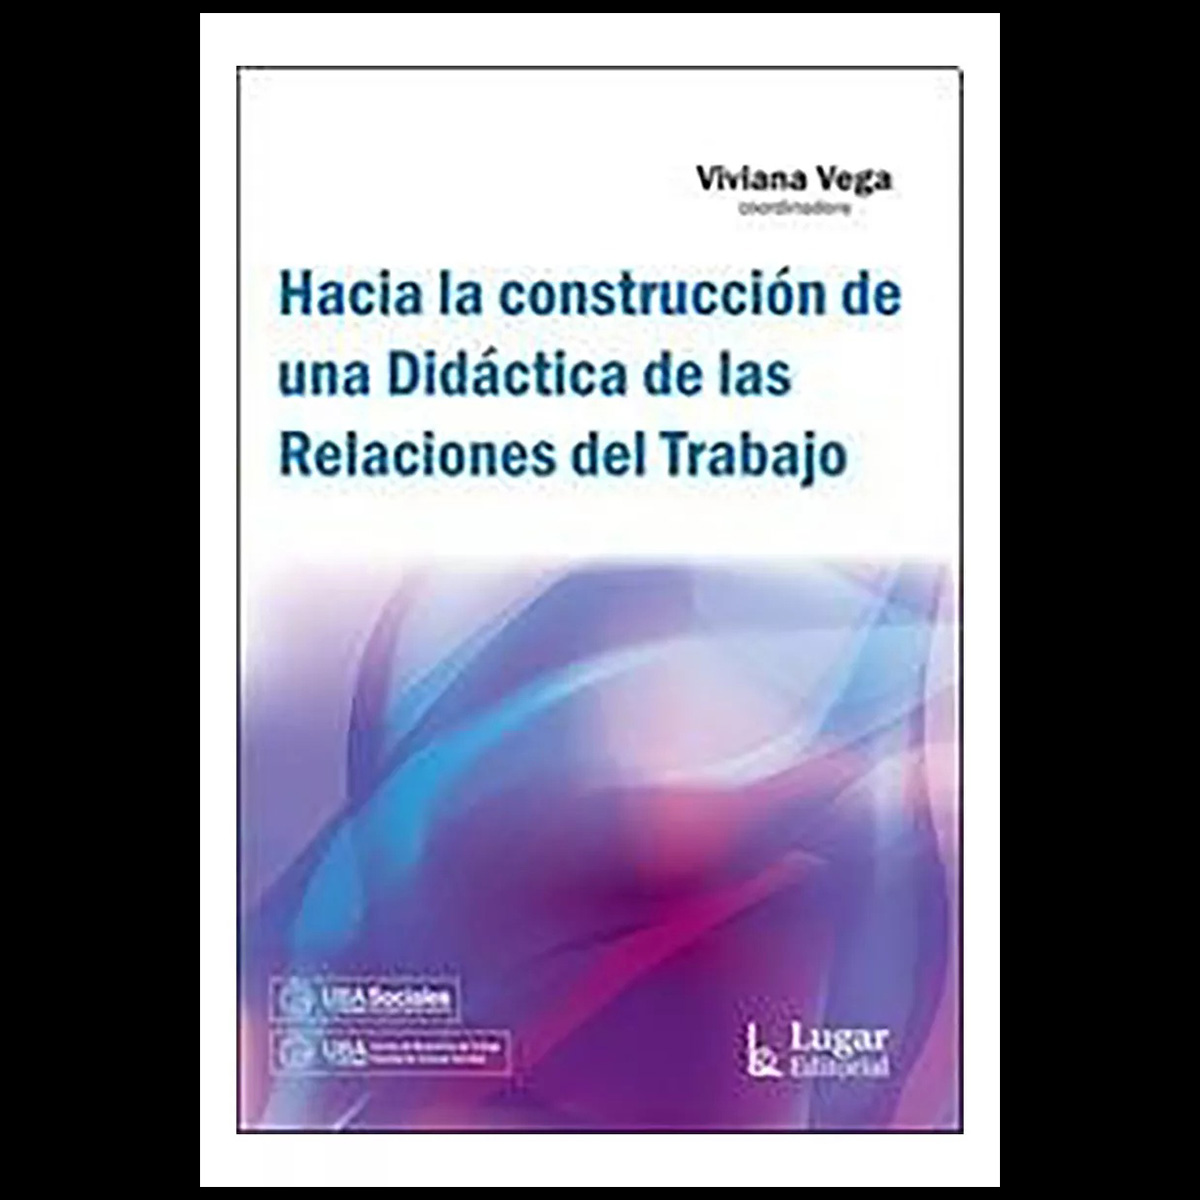 Viviana Vega
coordinadora
Hacia la construcción de
una Didáctica de las
Relaciones del Trabajo
UBA Sociales
UBA
Lugar
Editorial